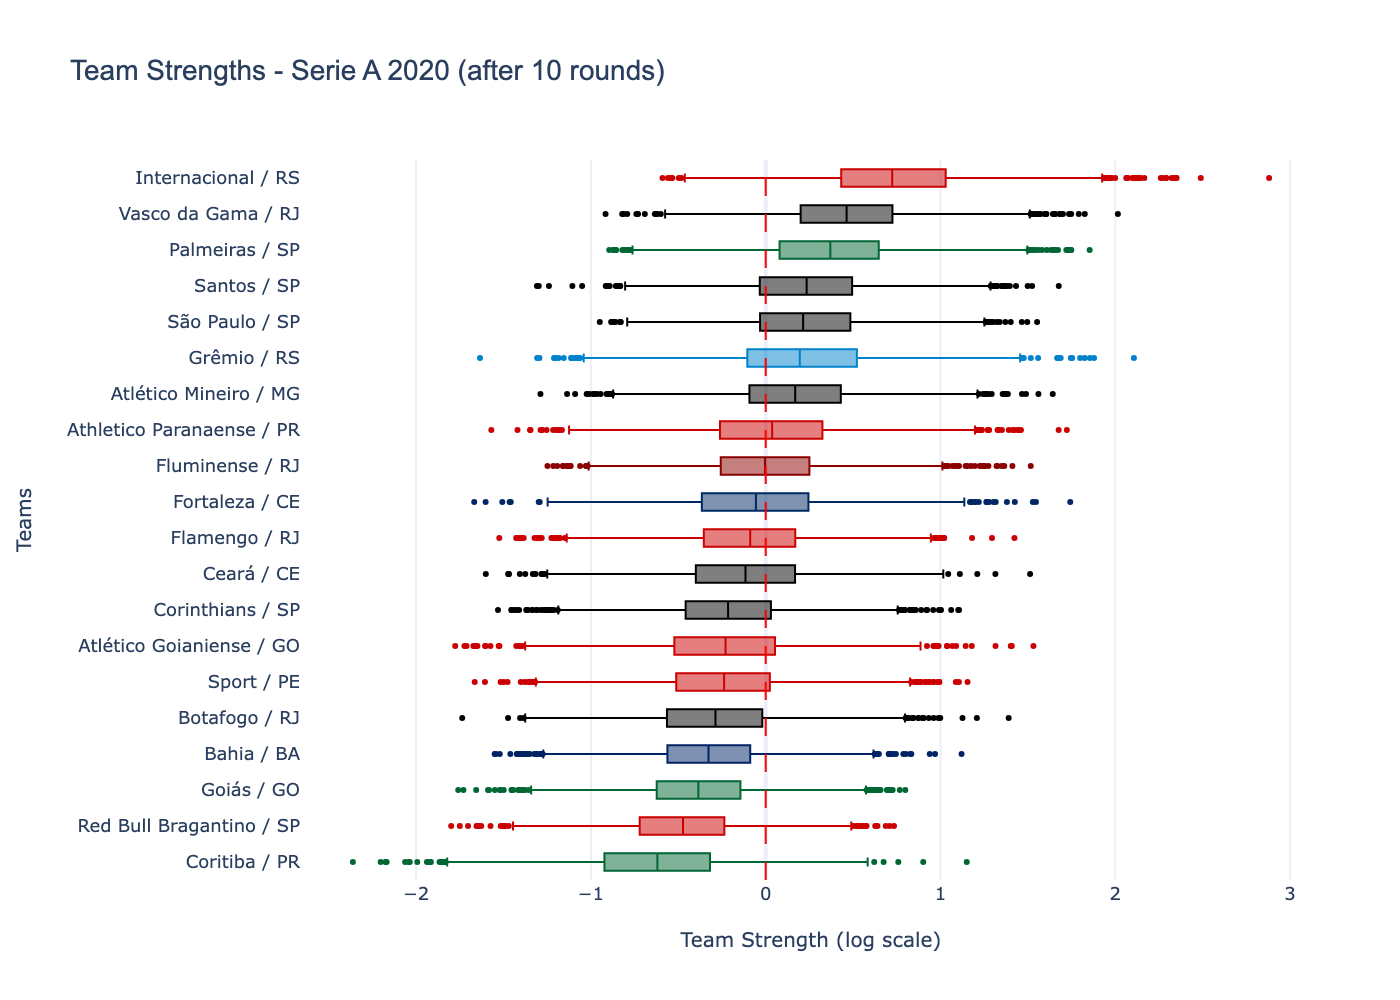 Team Strengths - Serie A 2020 (after 10 rounds)
Internacional / RS
Vasco da Gama / RJ
Palmeiras / SP
Santos / SP
São Paulo / SP
Grêmio / RS
Atlético Mineiro / MG
Athletico Paranaense / PR
Fluminense / RJ
Fortaleza / CE
Flamengo / RJ
Ceará / CE
Corinthians / SP
Atlético Goianiense / GO
Sport / PE
Botafogo / RJ
Bahia / BA
Goiás / GO
Red Bull Bragantino / SP
Coritiba / PR
Teams
−2 −1 0 1 2 3
Team Strength (log scale)